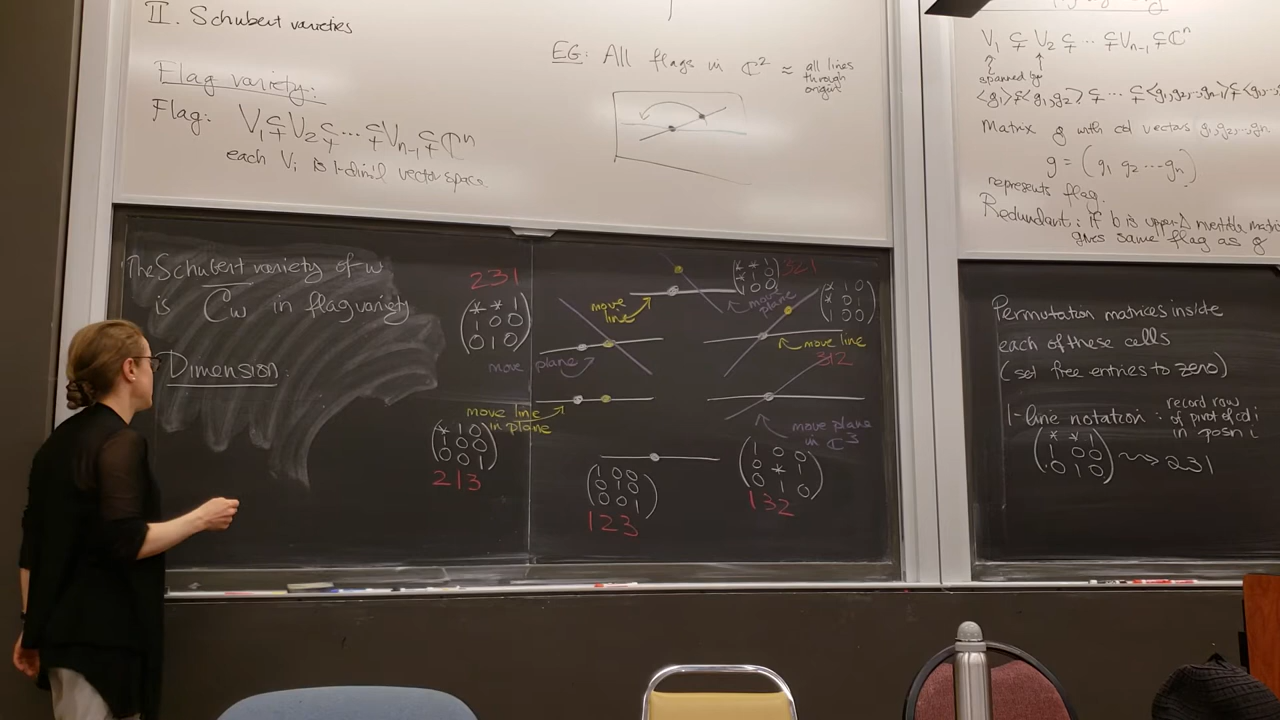 II. Schubert varieties
Flag variety:
Flag: V₁ ⊊ V₂ ⊊ ... ⊊ Vₙ₋₁ ⊊ ℂⁿ
each Vᵢ is i-dim'l vector space
EG: All flags in ℂ² ≈ all lines
through
origin
V₁ ⊊ V₂ ⊊ ... ⊊ Vₙ₋₁ ⊊ ℂⁿ
spanned by
<g₁> ⊊ <g₁,g₂> ⊊ ... ⊊ <g₁,g₂,...,gₙ₋₁> ⊊ <g₁,...
Matrix g with col vectors g₁,g₂,...,gₙ
g = (g₁ g₂ ... gₙ)
represents flag
Redundant: if b is upper-Δ invertible matrix
gives same flag as g
The Schubert variety of w
is C̅w in flag variety
Dimension:
231
* * 1
1 0 0
0 1 0
move line
* * 1
* 1 0
1 0 0
321
move plane
* 1 0
* 0 1
1 0 0
move plane
move line
312
move line
in plane
* 1 0
1 0 0
0 0 1
213
move plane
in ℂ³
1 0 0
0 1 0
0 0 1
123
1 0 0
0 * 1
0 1 0
132
Permutation matrices inside
each of these cells
(set free entries to zero)
1-line notation: record row
of pivot of col i
in posn i
* * 1
1 0 0
0 1 0
⇝ 231